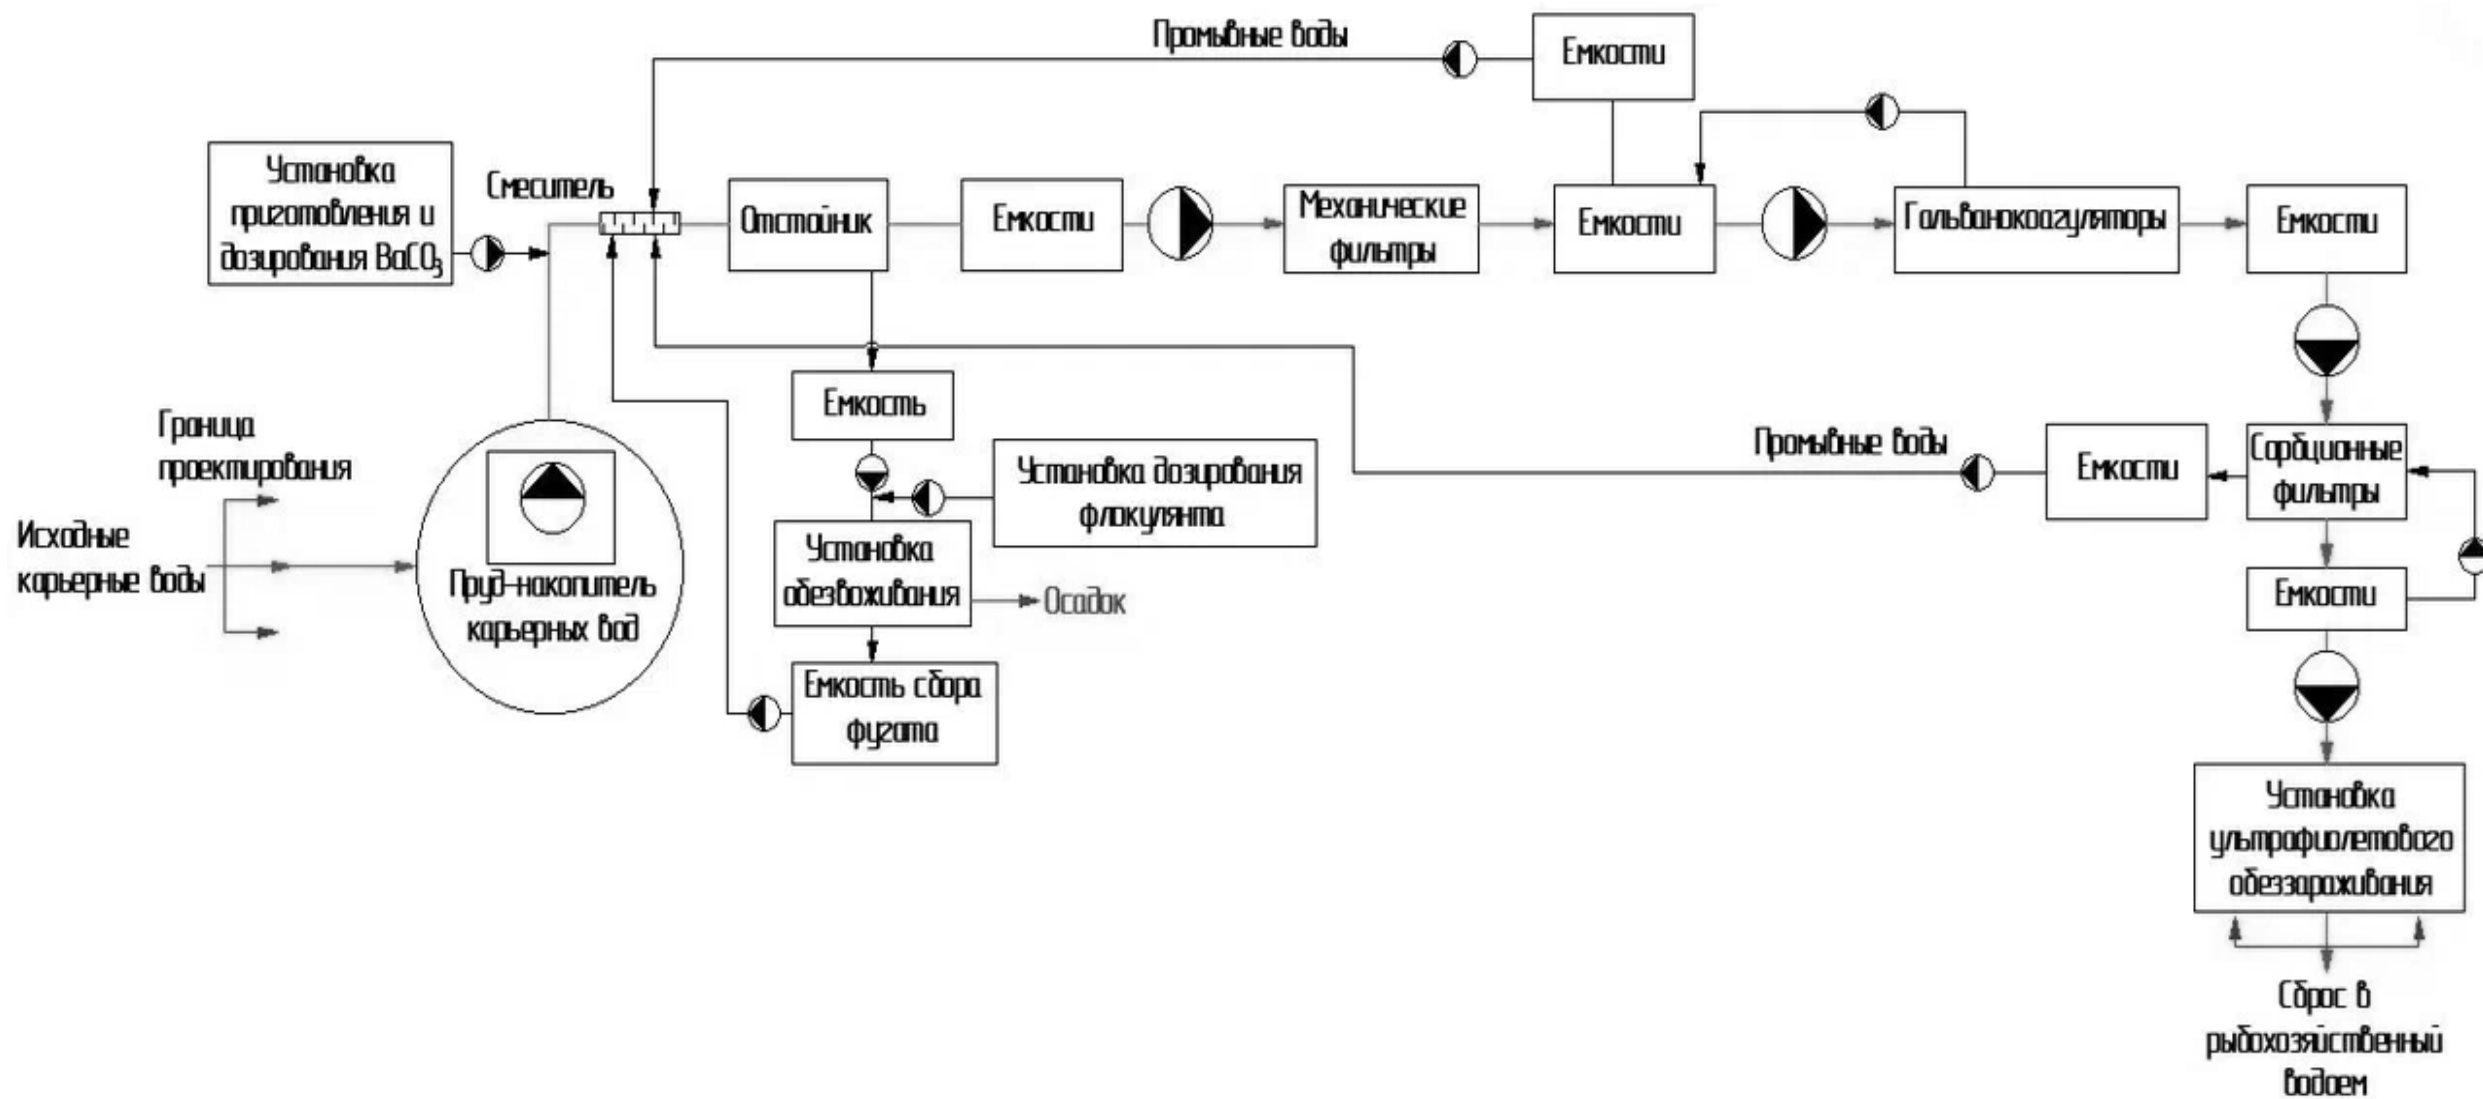 Промывные воды
Емкости
Установка
приготовления и
дозирования BaCO₃
Смеситель
Отстойник
Емкости
Механические
фильтры
Емкости
Гальванокоагуляторы
Емкости
Емкость
Граница
проектирования
Исходные
карьерные воды
Пруд-накопитель
карьерных вод
Установка дозирования
флокулянта
Установка
обезвоживания
Осадок
Емкость сбора
фугата
Промывные воды
Емкости
Сорбционные
фильтры
Емкости
Установка
ультрафиолетового
обеззараживания
Сброс в
рыбохозяйственный
водоем